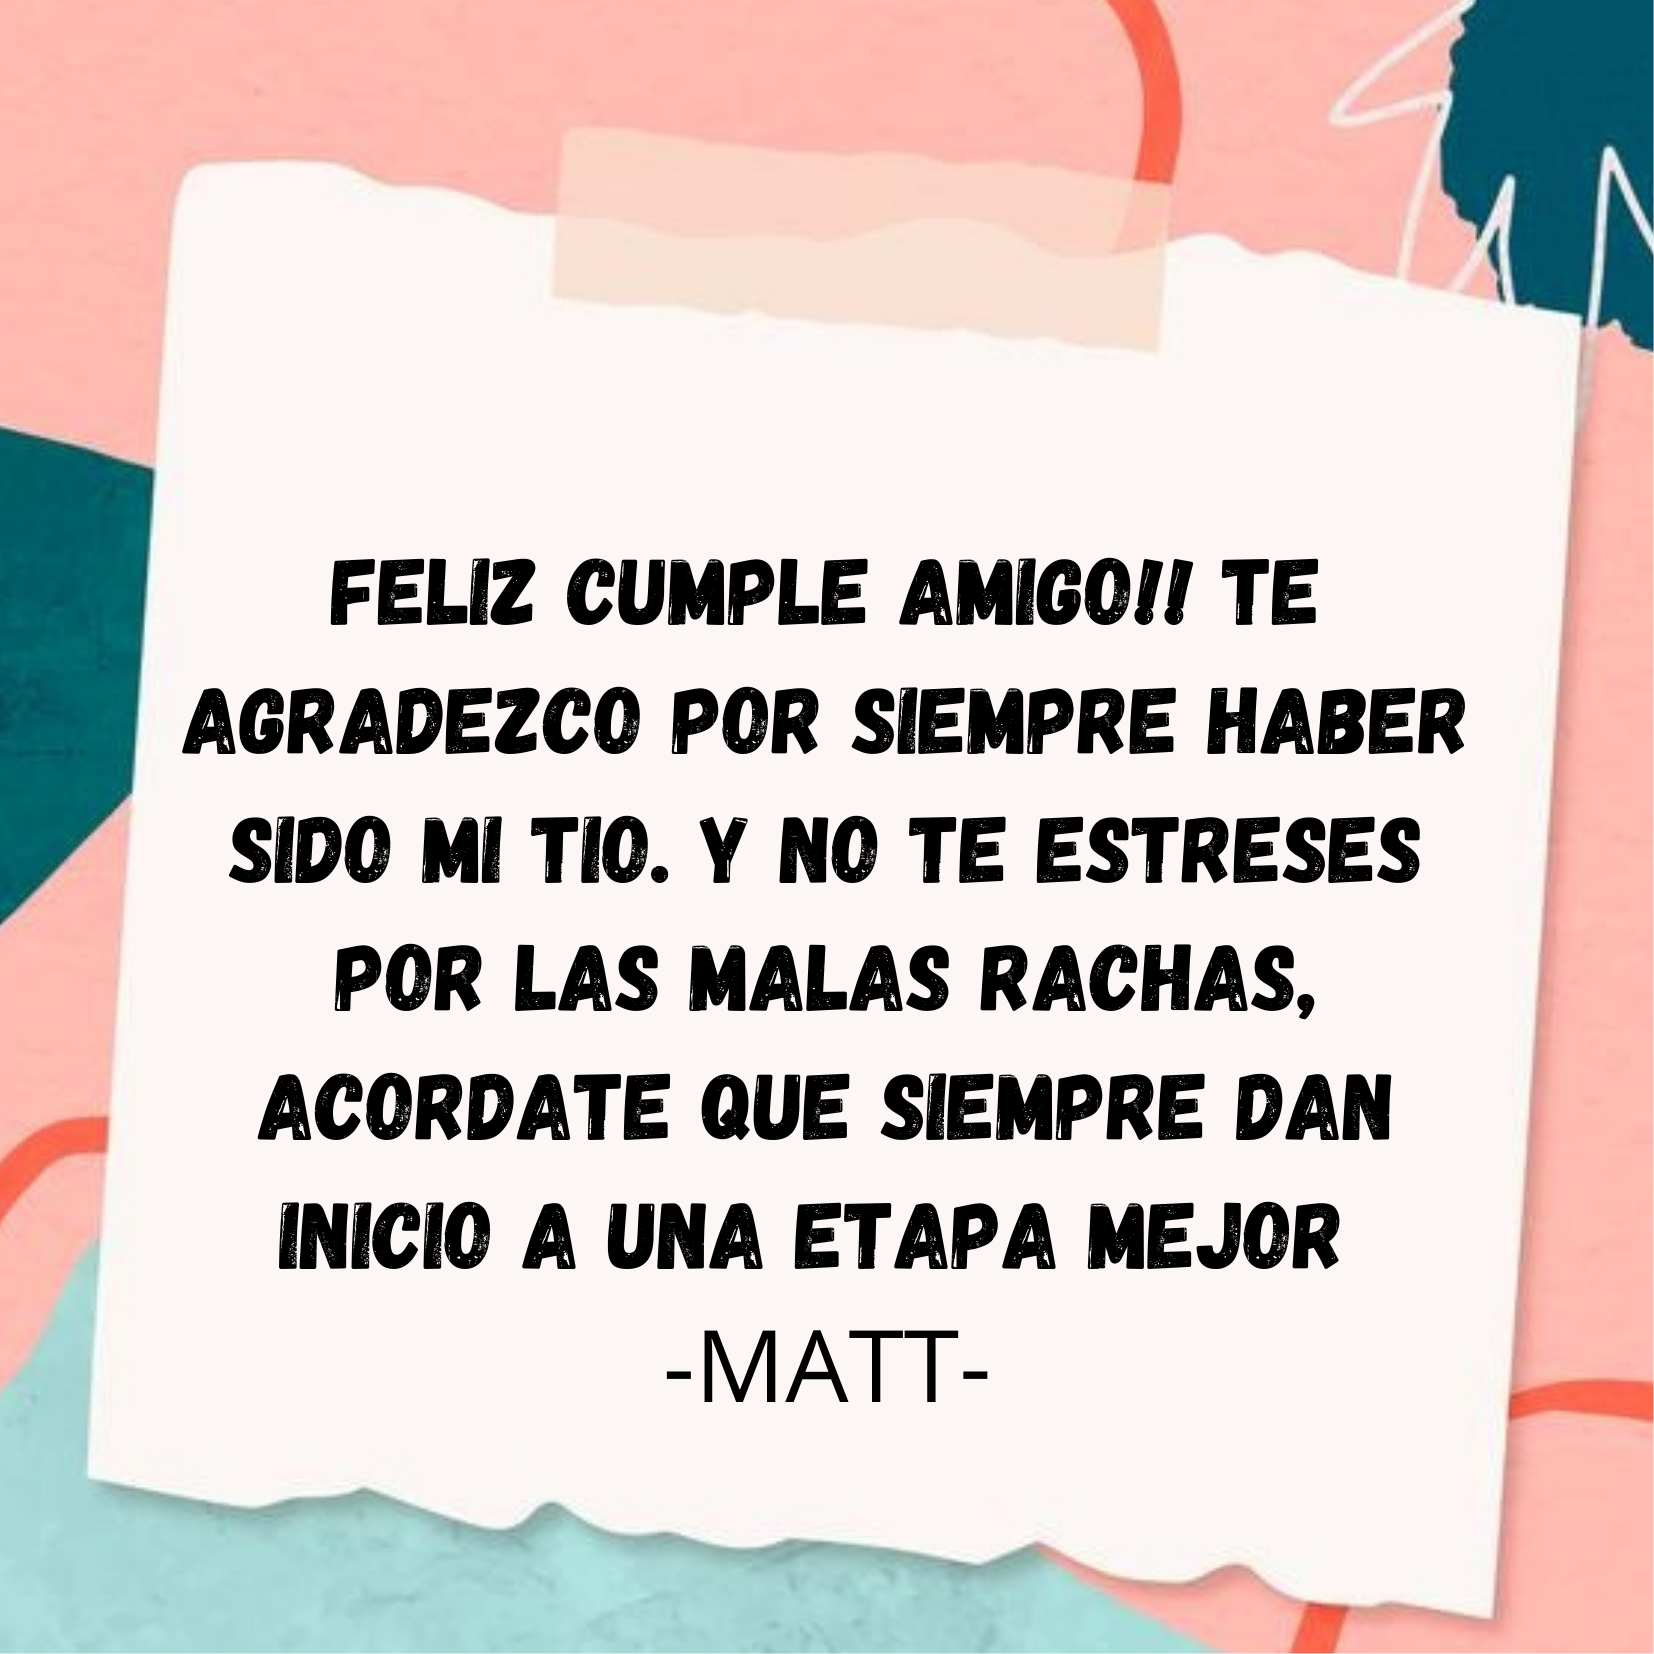 FELIZ CUMPLE AMIGO!! TE
AGRADEZCO POR SIEMPRE HABER
SIDO MI TIO. Y NO TE ESTRESES
POR LAS MALAS RACHAS,
ACORDATE QUE SIEMPRE DAN
INICIO A UNA ETAPA MEJOR
-MATT-